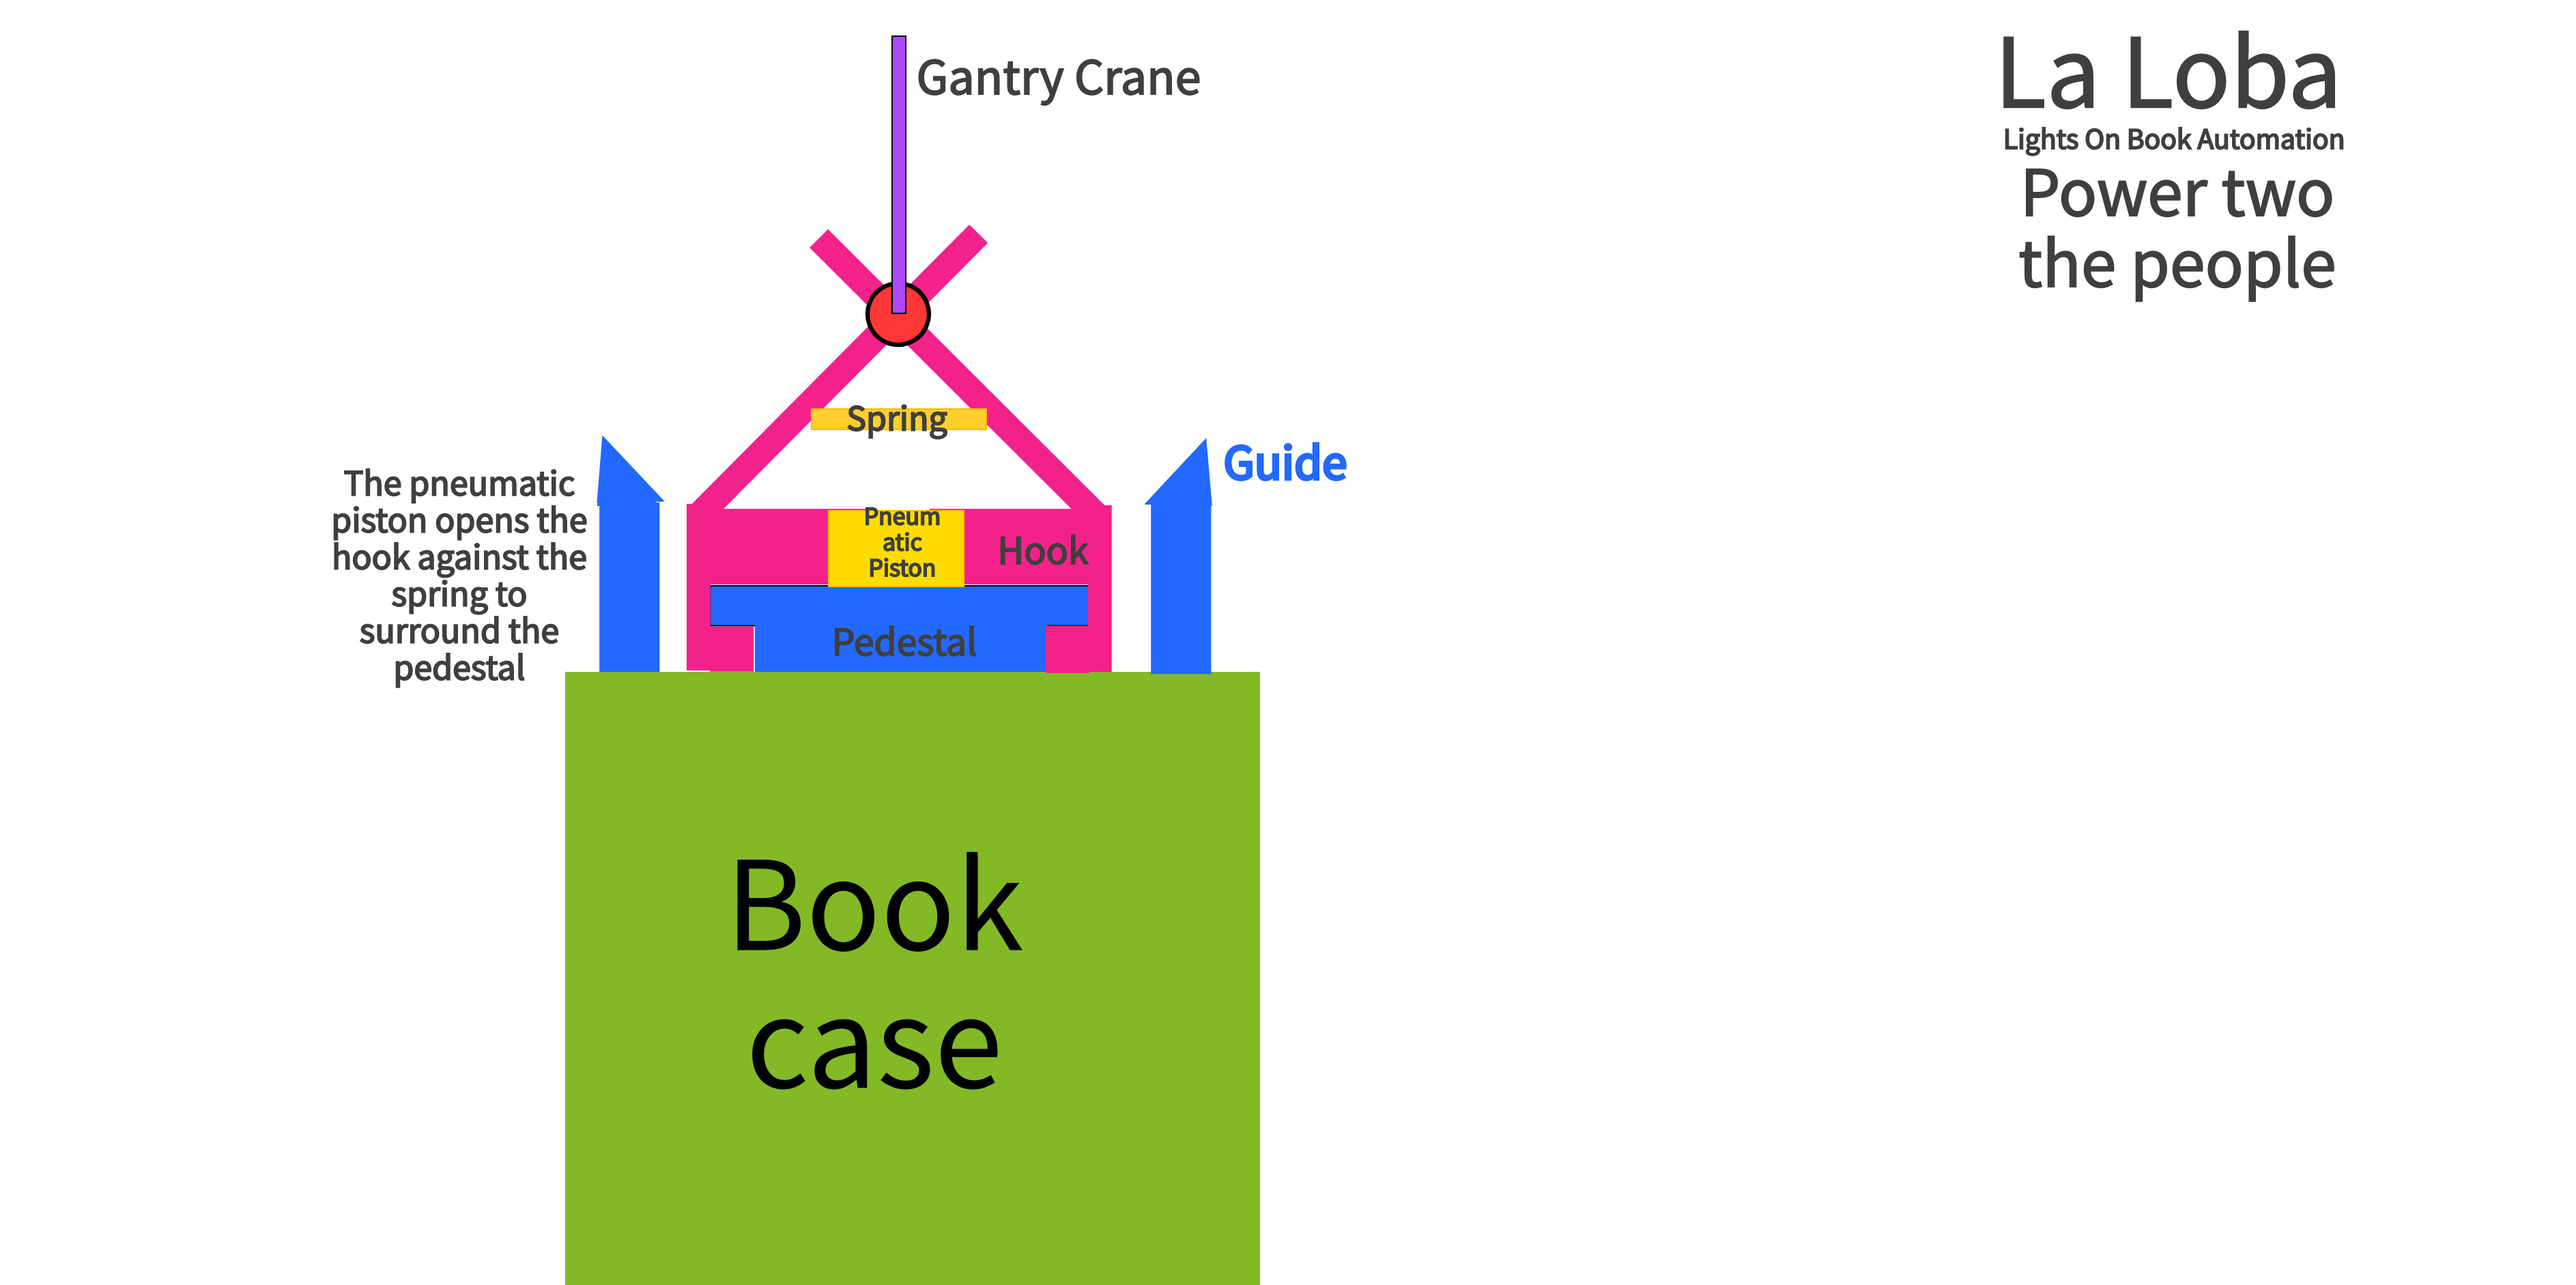 Gantry Crane
La Loba
Lights On Book Automation
Power two
the people
Spring
Guide
The pneumatic
piston opens the
hook against the
spring to
surround the
pedestal
Pneum
atic
Piston
Hook
Pedestal
Book
case